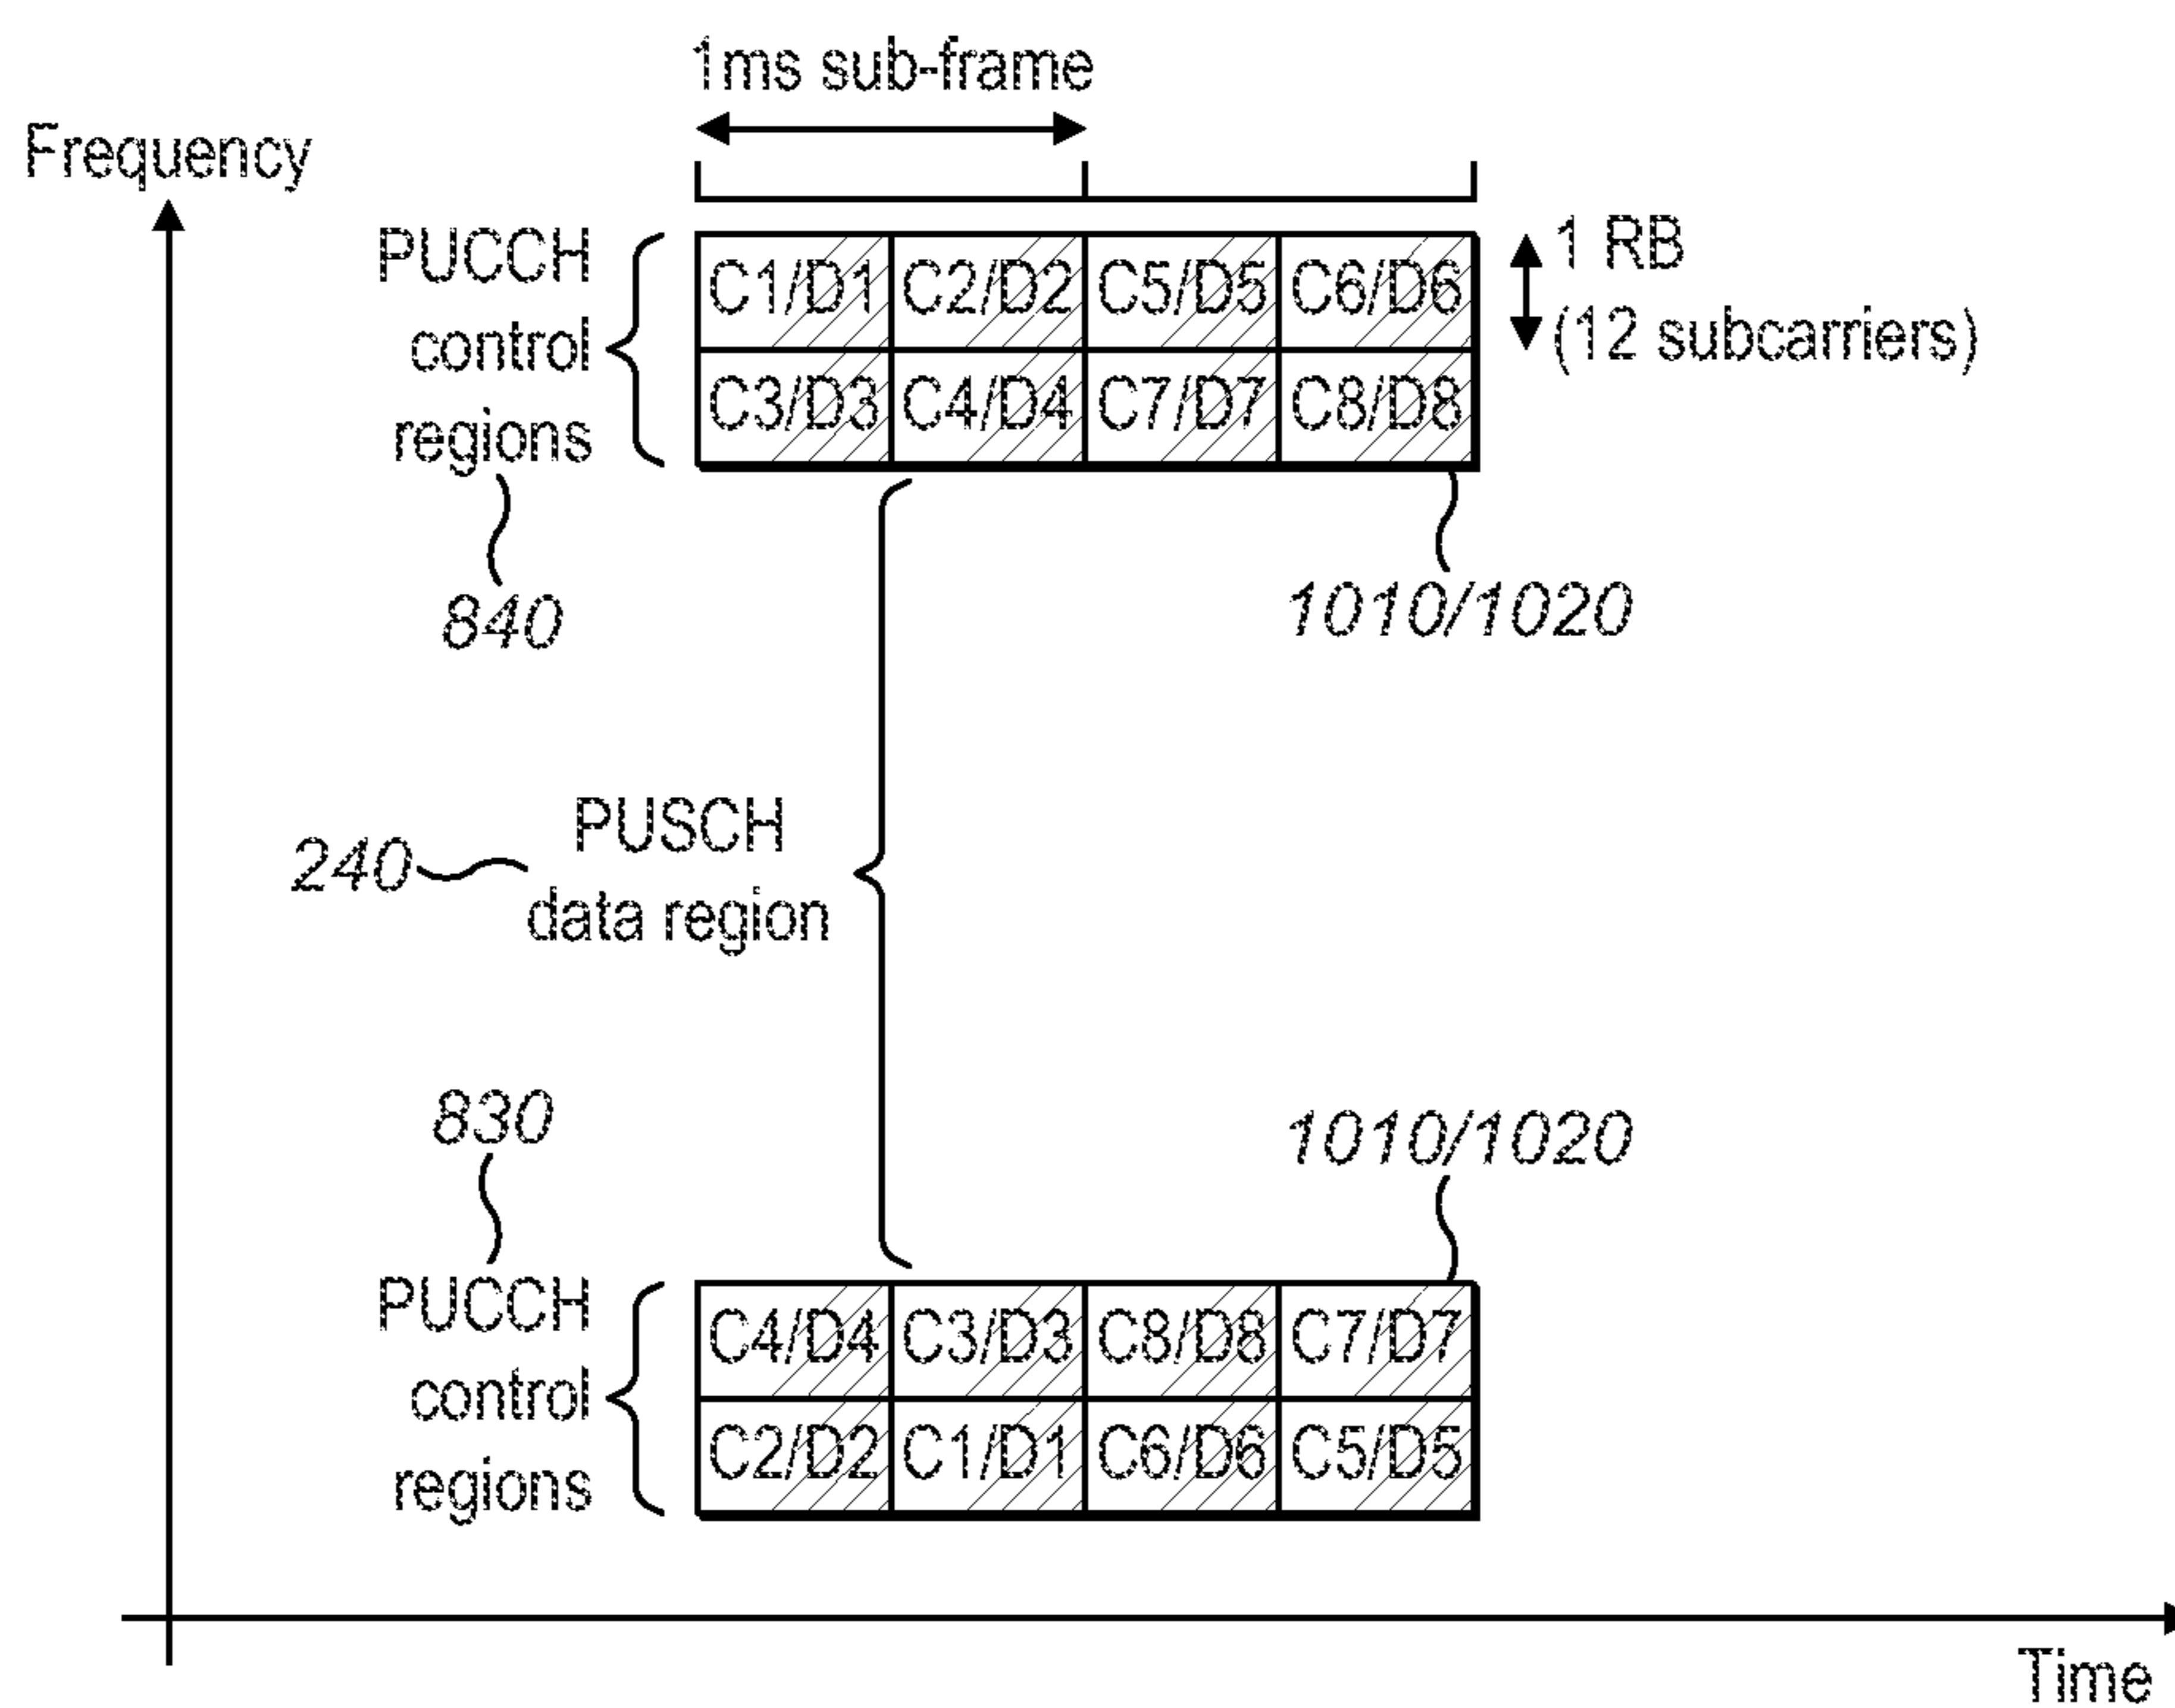 1ms sub-frame
Frequency
PUCCH
control
regions
840
C1/D1 C2/D2 C5/D5 C6/D6
C3/D3 C4/D4 C7/D7 C8/D8
1 RB
(12 subcarriers)
1010/1020
240
PUSCH
data region
830
1010/1020
PUCCH
control
regions
C4/D4 C3/D3 C8/D8 C7/D7
C2/D2 C1/D1 C6/D6 C5/D5
Time